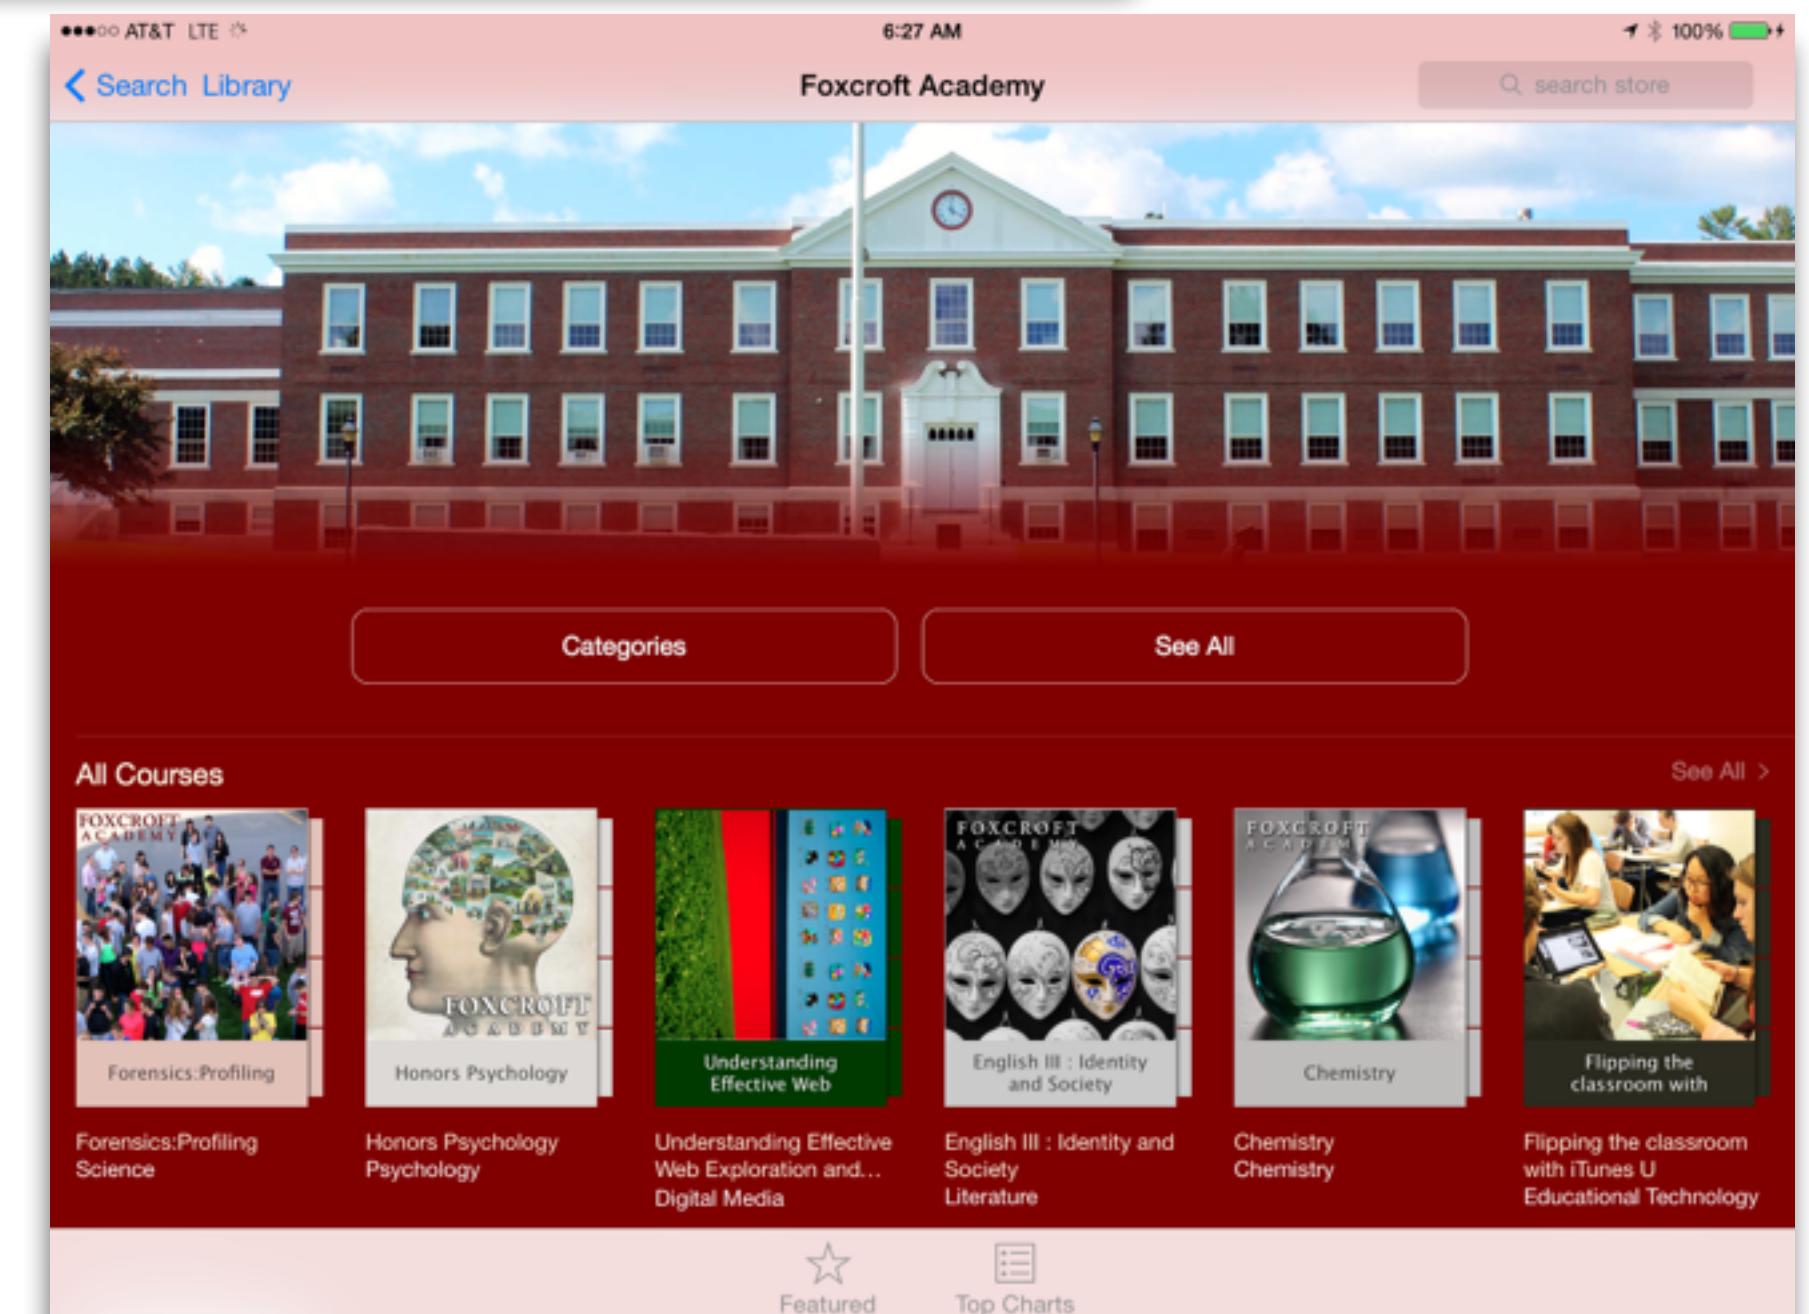 AT&T LTE
6:27 AM
100%
Search Library
Foxcroft Academy
search store
Categories
See All
All Courses
See All >
FOXCROFT
ACADEMY
Forensics:Profiling
Forensics:Profiling
Science
FOXCROFT
ACADEMY
Honors Psychology
Honors Psychology
Psychology
Understanding
Effective Web
Understanding Effective
Web Exploration and...
Digital Media
FOXCROFT
ACADEMY
English III : Identity
and Society
English III : Identity and
Society
Literature
FOXCROFT
ACADEMY
Chemistry
Chemistry
Chemistry
Flipping the
classroom with
Flipping the classroom
with iTunes U
Educational Technology
Featured
Top Charts